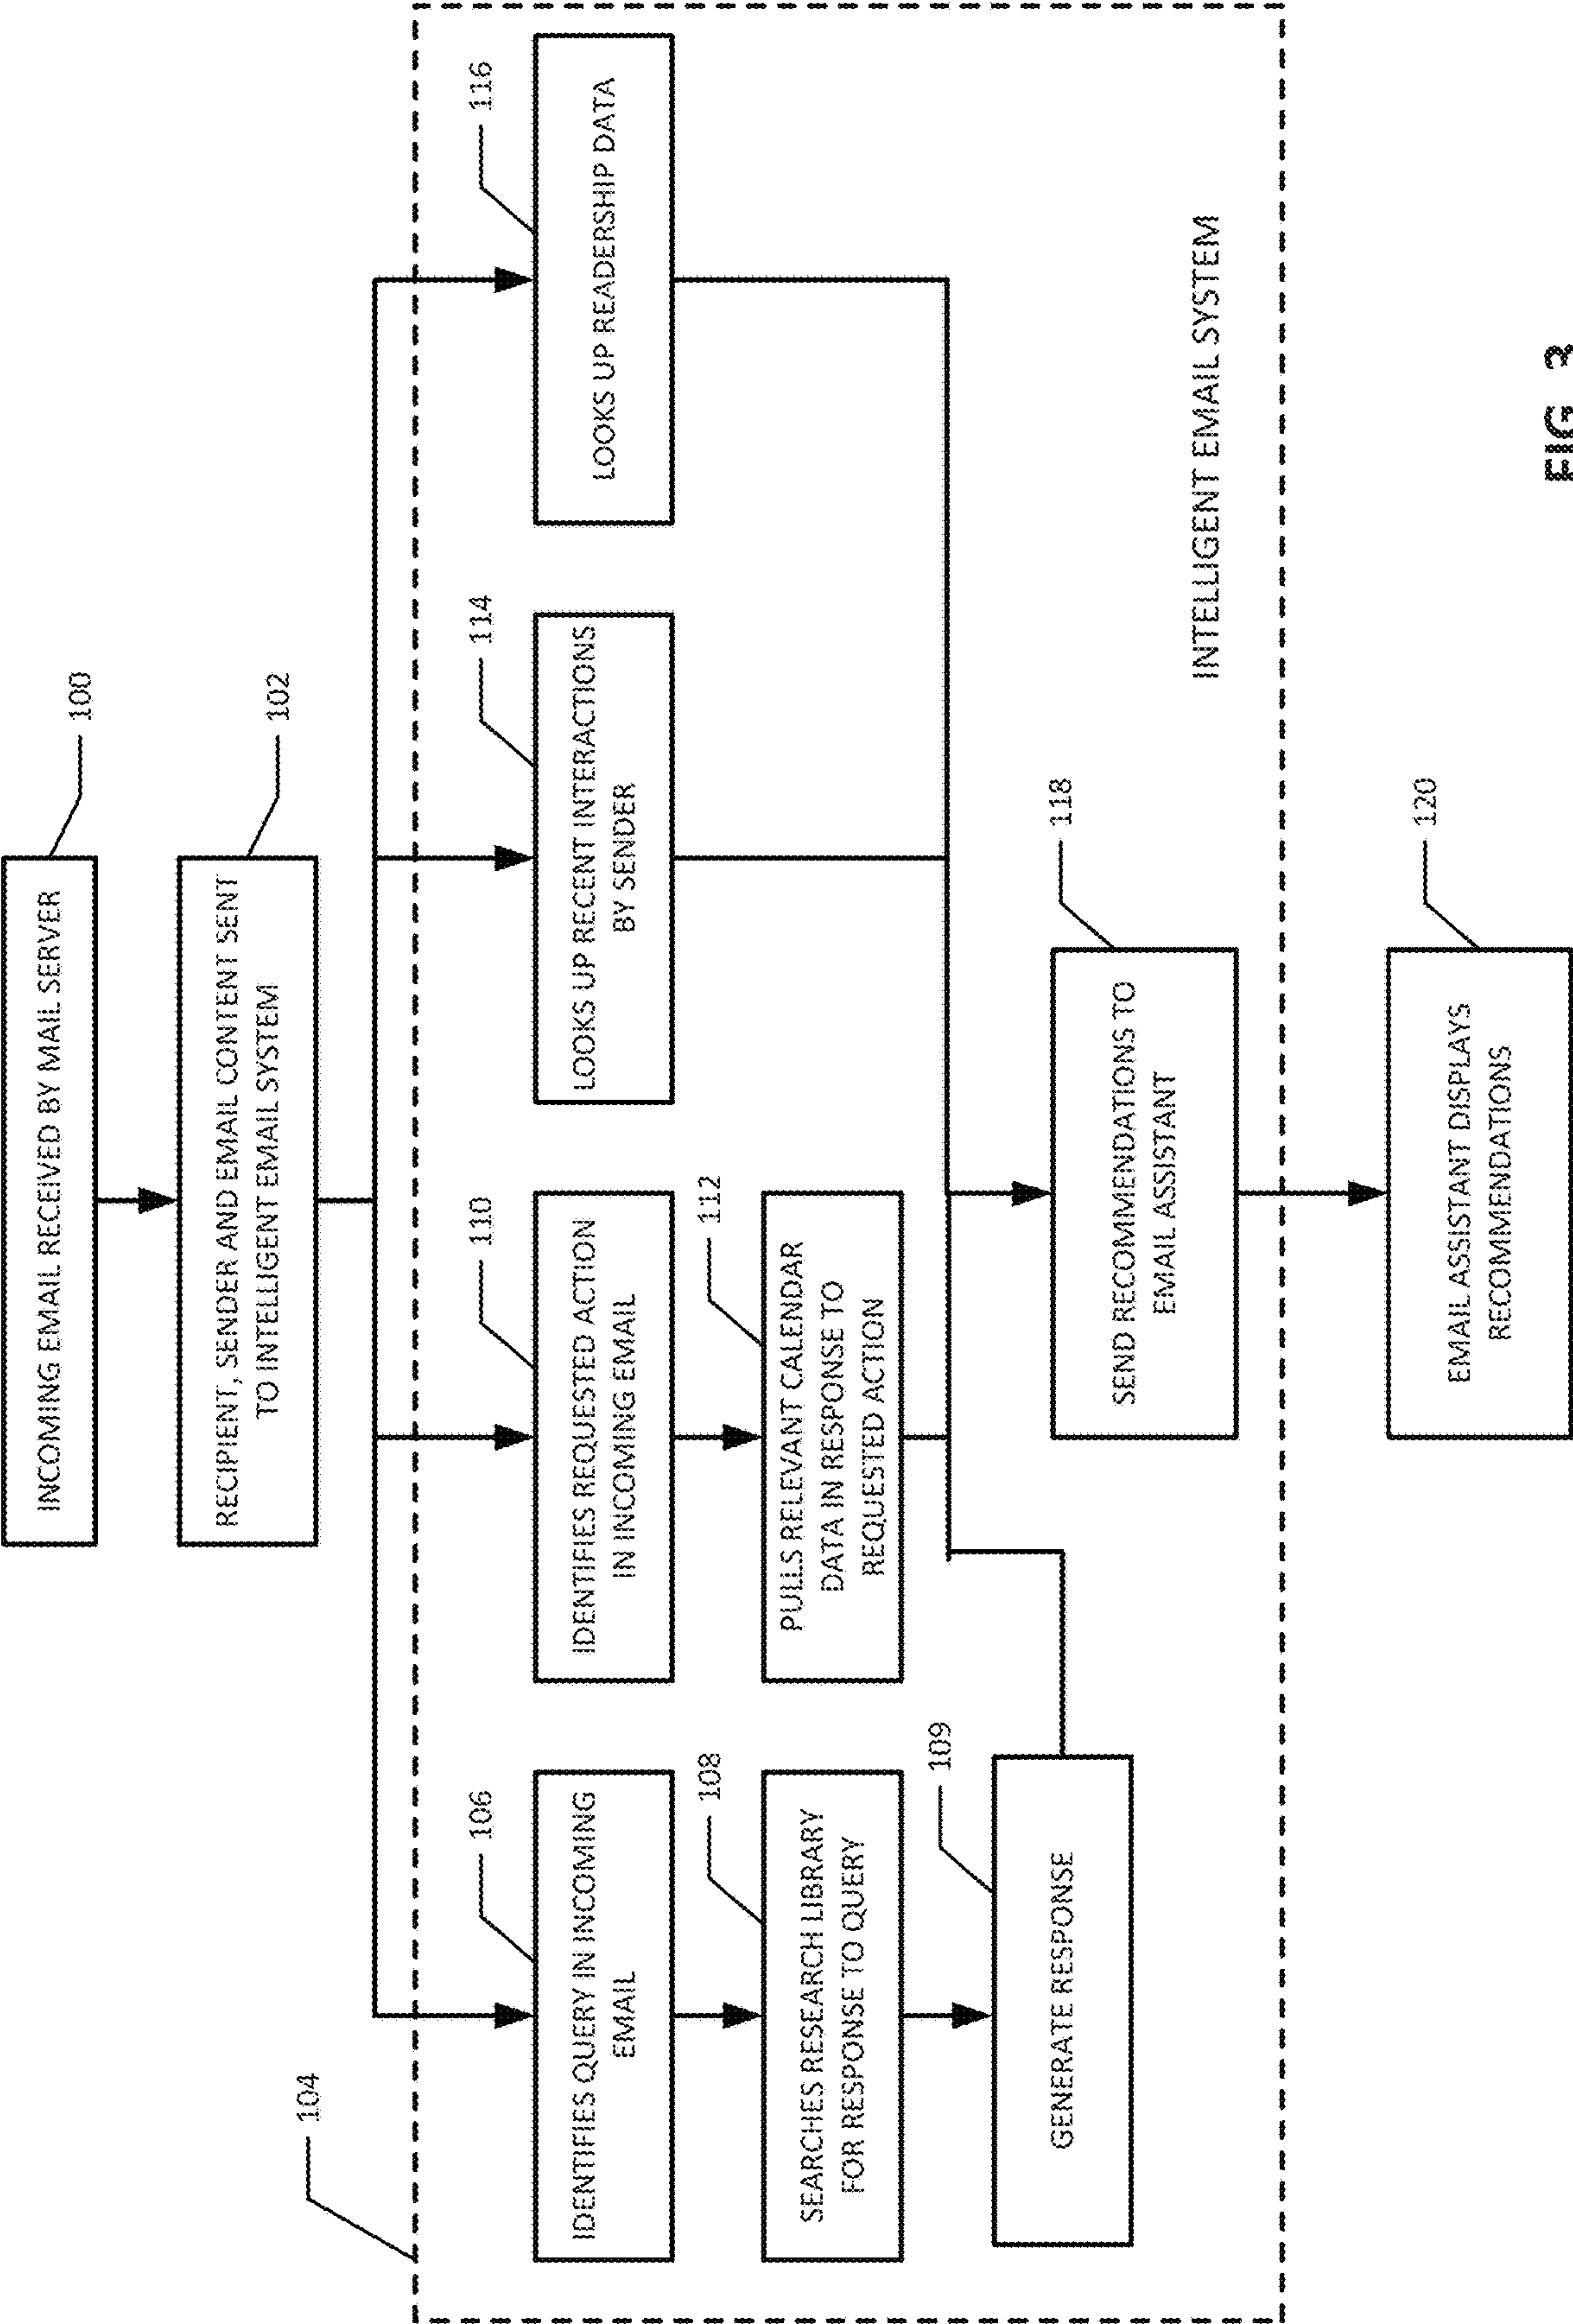 INCOMING EMAIL RECEIVED BY MAIL SERVER
100
RECIPIENT, SENDER AND EMAIL CONTENT SENT
TO INTELLIGENT EMAIL SYSTEM
102
104
IDENTIFIES QUERY IN INCOMING
EMAIL
106
SEARCHES RESEARCH LIBRARY
FOR RESPONSE TO QUERY
108
GENERATE RESPONSE
109
IDENTIFIES REQUESTED ACTION
IN INCOMING EMAIL
110
PULLS RELEVANT CALENDAR
DATA IN RESPONSE TO
REQUESTED ACTION
112
LOOKS UP RECENT INTERACTIONS
BY SENDER
114
LOOKS UP READERSHIP DATA
116
SEND RECOMMENDATIONS TO
EMAIL ASSISTANT
118
INTELLIGENT EMAIL SYSTEM
EMAIL ASSISTANT DISPLAYS
RECOMMENDATIONS
120
FIG. 3